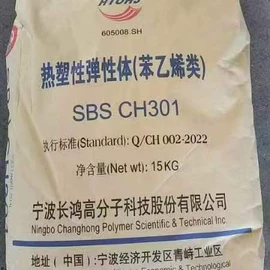 605008 SH
热塑性弹性体(苯乙烯类)
SBS CH301
执行标准(Standard): Q/CH 002-2022
净含量(Net wt): 15KG
宁波长鸿高分子科技股份有限公司
Ningbo Changhong Polymer Scientific & Technical Inc.
地址(中国):宁波经济开发区青峙工业区
Economic & Technological